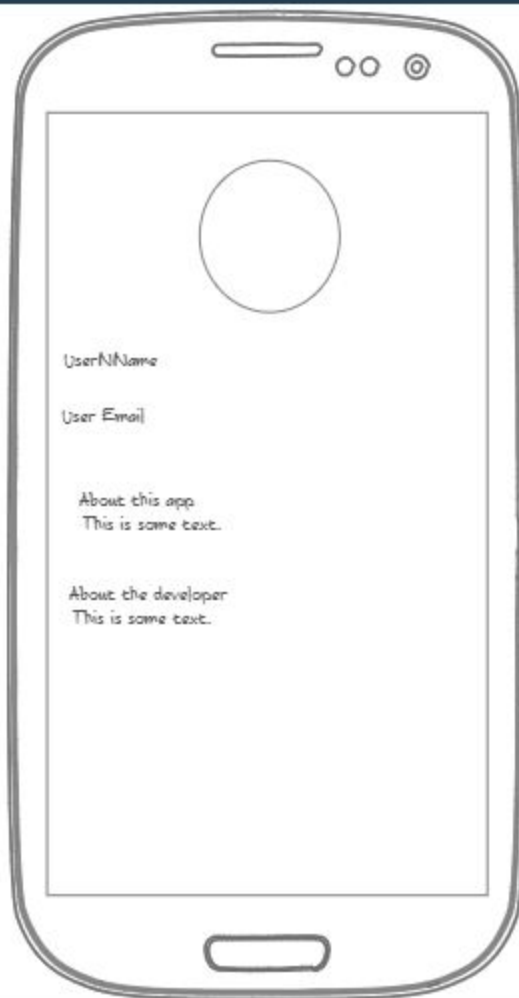 UserNName
User Email
About this app
This is some text.
About the developer
This is some text.